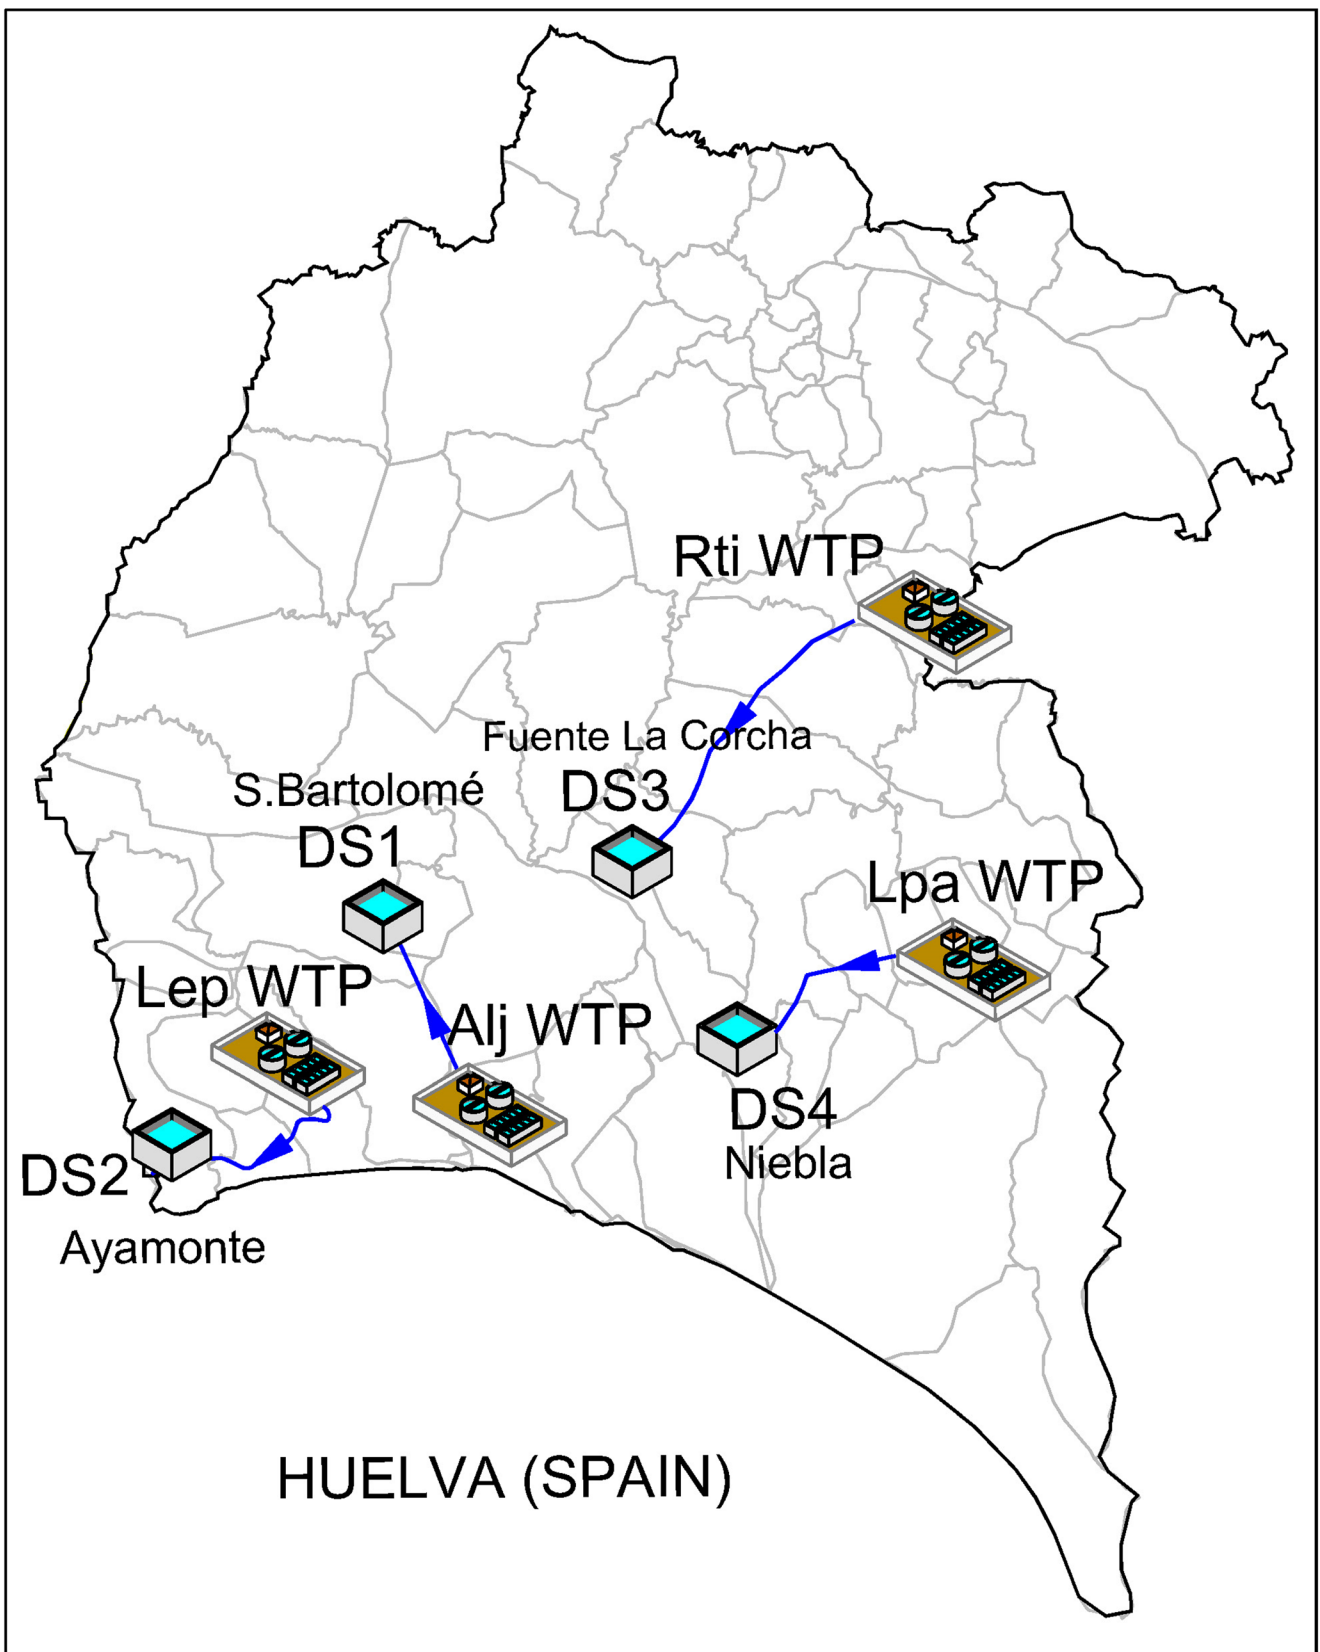 Rti WTP
Fuente La Corcha
DS3
S.Bartolomé
DS1
Lpa WTP
Lep WTP
Alj WTP
DS4
Niebla
DS2
Ayamonte
HUELVA (SPAIN)